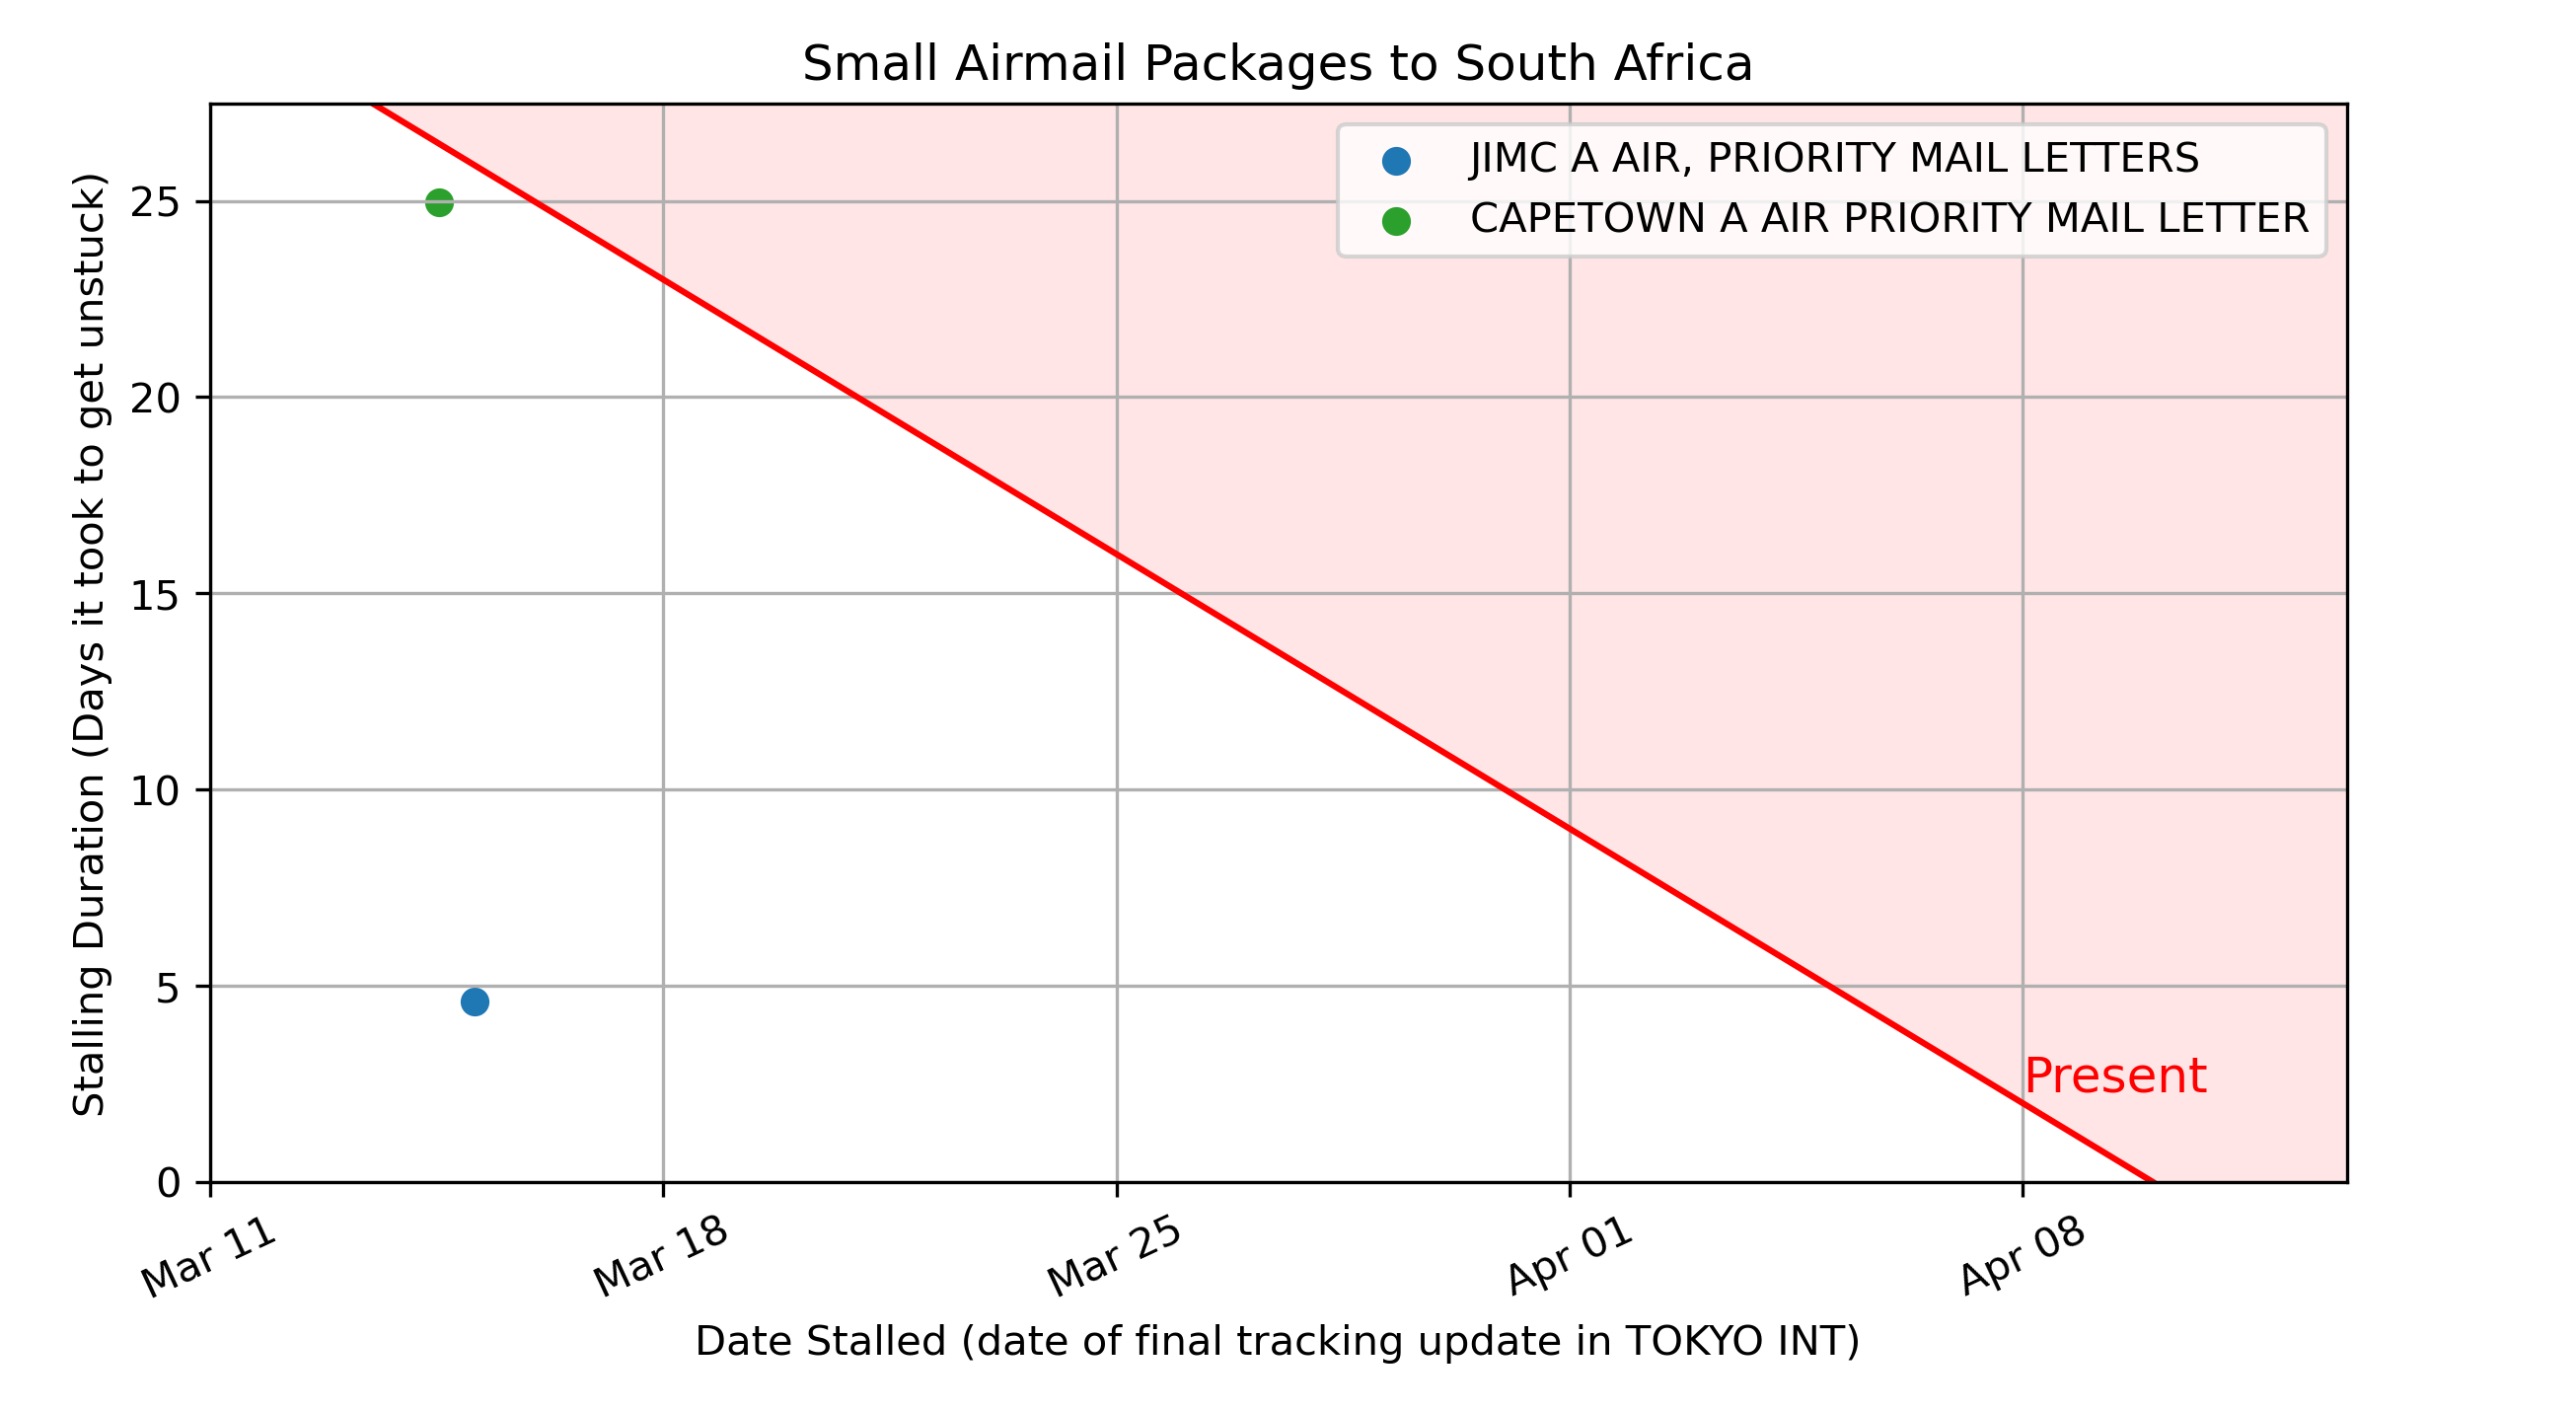 Small Airmail Packages to South Africa
JIMC A AIR, PRIORITY MAIL LETTERS
CAPETOWN A AIR PRIORITY MAIL LETTER
Stalling Duration (Days it took to get unstuck)
25
20
15
10
5
0
Present
Mar 11
Mar 18
Mar 25
Apr 01
Apr 08
Date Stalled (date of final tracking update in TOKYO INT)